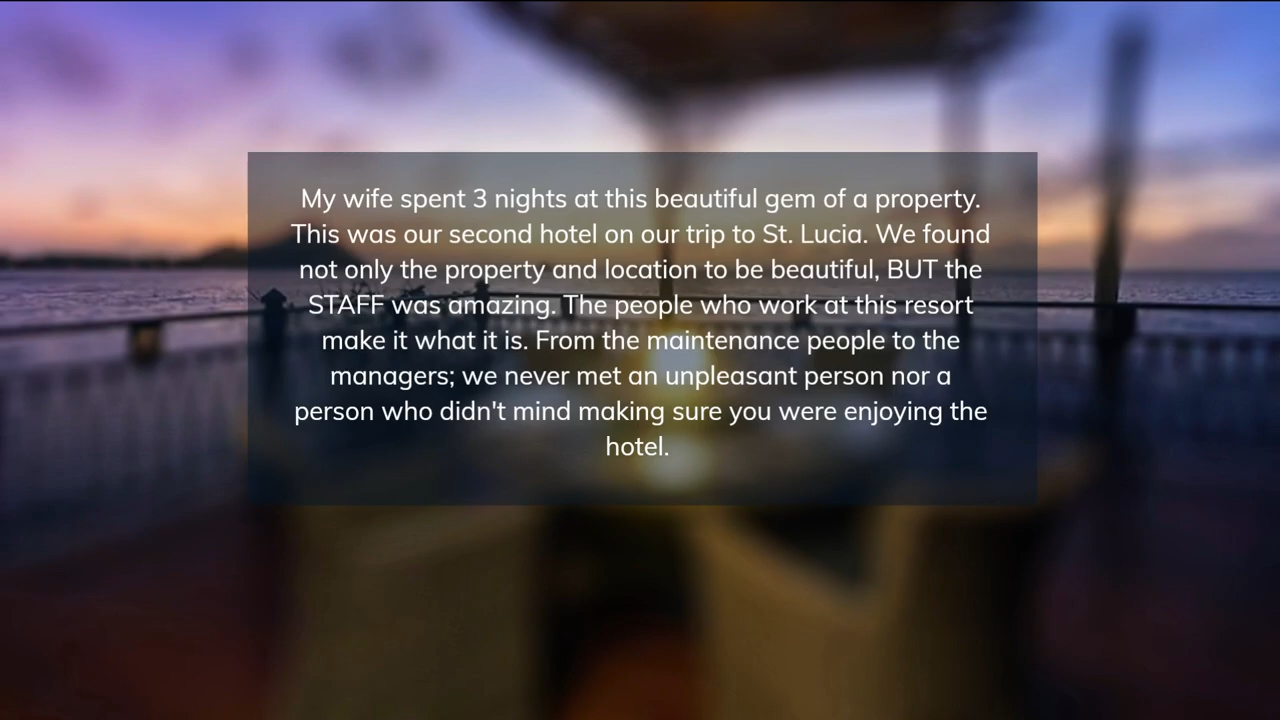 My wife spent 3 nights at this beautiful gem of a property.
This was our second hotel on our trip to St. Lucia. We found
not only the property and location to be beautiful, BUT the
STAFF was amazing. The people who work at this resort
make it what it is. From the maintenance people to the
managers; we never met an unpleasant person nor a
person who didn't mind making sure you were enjoying the
hotel.